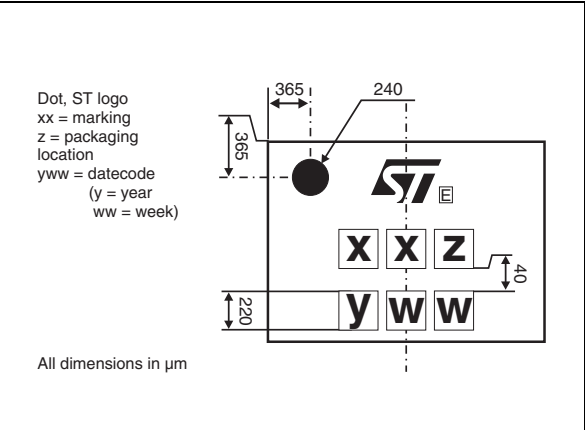 Dot, ST logo
xx = marking
z = packaging
location
yww = datecode
(y = year
ww = week)
365
240
365
ST
E
x x z
40
220
y w w
All dimensions in µm